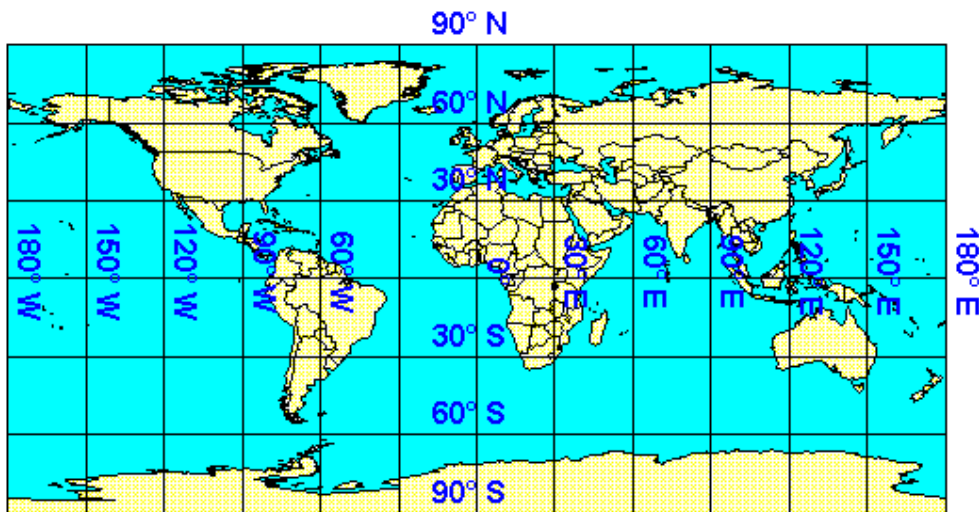 90° N
60° N
30° N
180° W
150° W
120° W
90° W
60° W
0°
30° E
60° E
90° E
120° E
150° E
180° E
30° S
60° S
90° S